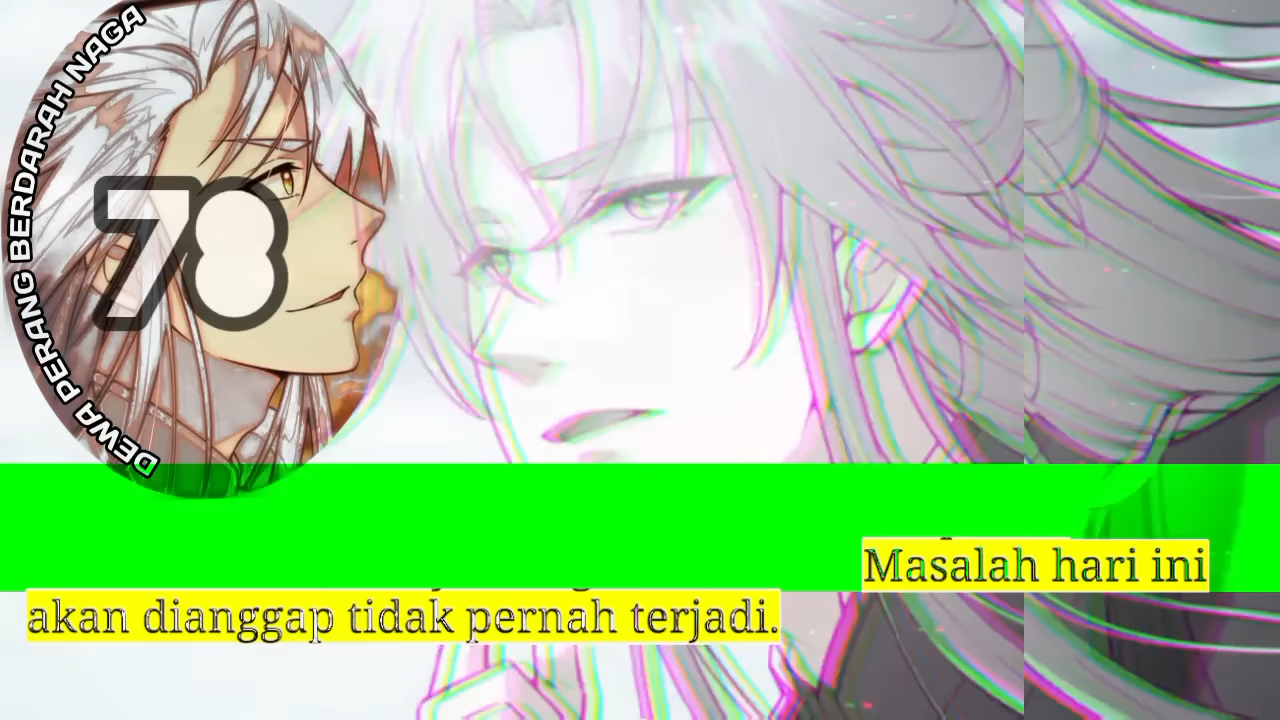 DEWA PERANG BERDARAH NAGA
78
Masalah hari ini
akan dianggap tidak pernah terjadi.